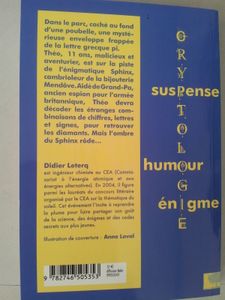 Dans le parc, caché au fond
d'une poubelle, une mysté-
rieuse enveloppe frappée
de la lettre grecque pi.
Théo, 11 ans, malicieux et
aventurier, est sur la piste
de l'énigmatique Sphinx,
cambrioleur de la bijouterie
Mendève. Aidé de Grand-Pa,
ancien espion pour l'armée
britannique, Théo devra
décoder les étranges com-
binaisons de chiffres, lettres
et signes, pour retrouver
les diamants. Mais l'ombre
du Sphinx rôde...
Didier Leterq
est ingénieur chimiste au CEA (Commis-
sariat à l'énergie atomique et aux
énergies alternatives). En 2004, il figure
parmi les lauréats du concours littéraire
organisé par le CEA sur la thématique du
soleil. Cet événement l'incite à reprendre
la plume pour faire partager son goût
de la science, des énigmes et des codes
secrets aux plus jeunes.
Illustration de couverture : Anne Laval
9 782746 505353
CRYPTOLOGIE
suspense
humour
énigme